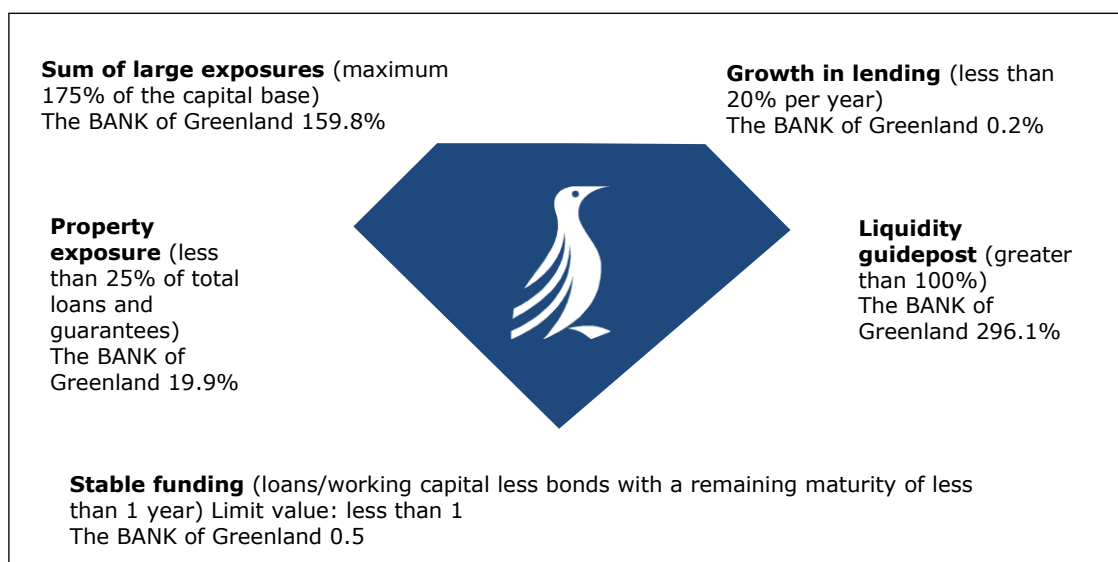 Sum of large exposures (maximum
175% of the capital base)
The BANK of Greenland 159.8%
Growth in lending (less than
20% per year)
The BANK of Greenland 0.2%
Property
exposure (less
than 25% of total
loans and
guarantees)
The BANK of
Greenland 19.9%
Liquidity
guidepost (greater
than 100%)
The BANK of
Greenland 296.1%
Stable funding (loans/working capital less bonds with a remaining maturity of less
than 1 year) Limit value: less than 1
The BANK of Greenland 0.5